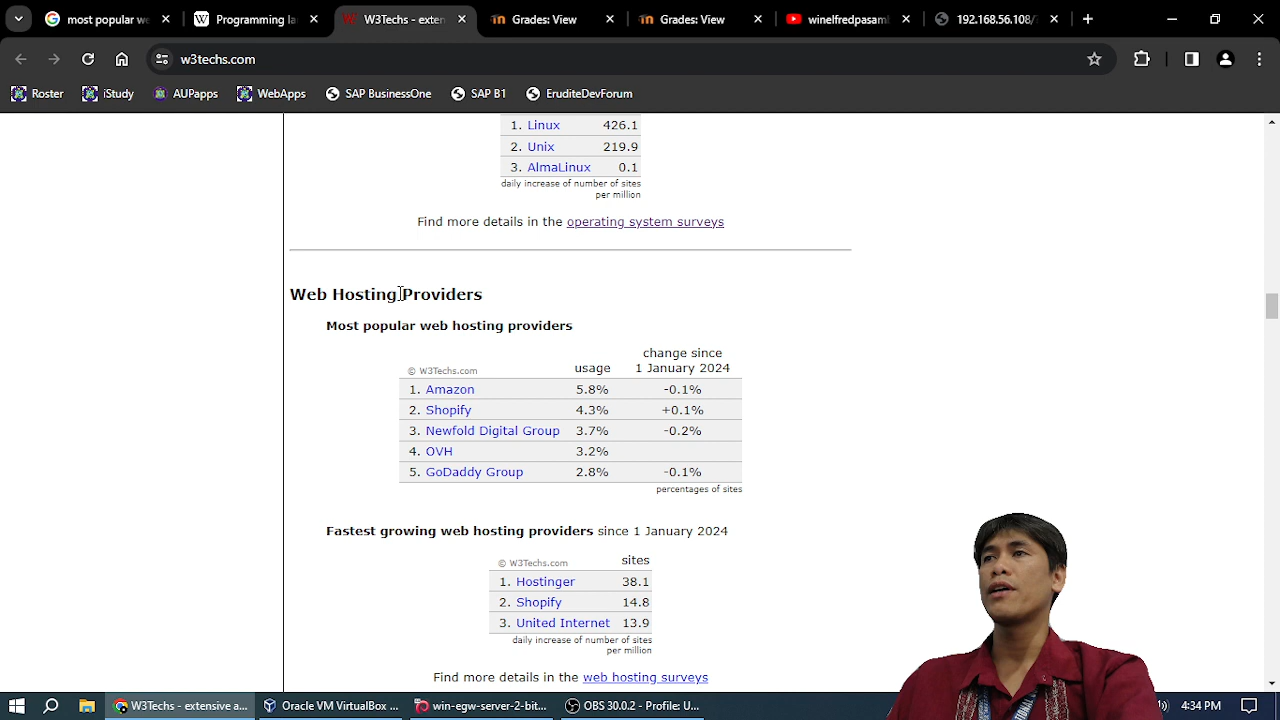 most popular we
Programming la
W3Techs - exten
Grades: View
Grades: View
winelfredpasamb
192.168.56.108/
w3techs.com
Roster
iStudy
AUPapps
WebApps
SAP BusinessOne
SAP B1
EruditeDevForum
1. Linux 426.1
2. Unix 219.9
3. AlmaLinux 0.1
daily increase of number of sites
per million
Find more details in the operating system surveys
Web Hosting Providers
Most popular web hosting providers
change since
© W3Techs.com usage 1 January 2024
1. Amazon 5.8% -0.1%
2. Shopify 4.3% +0.1%
3. Newfold Digital Group 3.7% -0.2%
4. OVH 3.2%
5. GoDaddy Group 2.8% -0.1%
percentages of sites
Fastest growing web hosting providers since 1 January 2024
© W3Techs.com sites
1. Hostinger 38.1
2. Shopify 14.8
3. United Internet 13.9
daily increase of number of sites
per million
Find more details in the web hosting surveys
W3Techs - extensive a...
Oracle VM VirtualBox ...
win-egw-server-2-bit...
OBS 30.0.2 - Profile: U...
4:34 PM